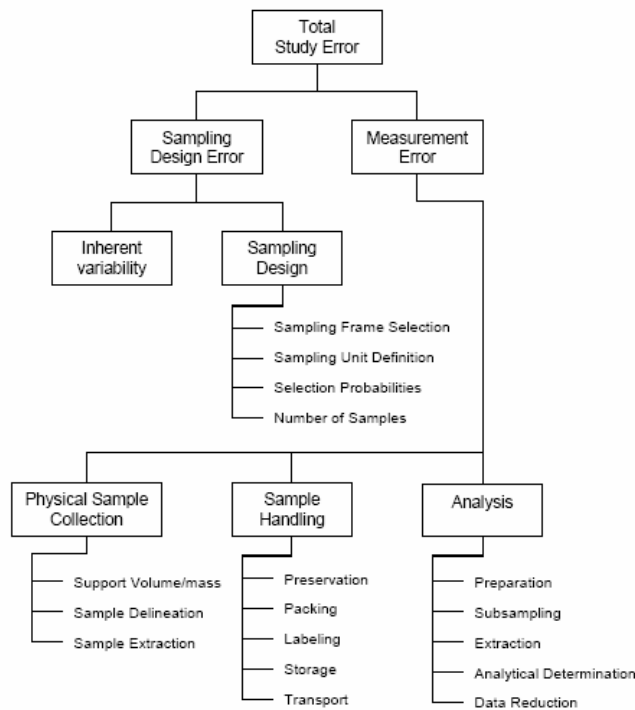 Total
Study Error
Sampling
Design Error
Measurement
Error
Inherent
variability
Sampling
Design
Sampling Frame Selection
Sampling Unit Definition
Selection Probabilities
Number of Samples
Physical Sample
Collection
Support Volume/mass
Sample Delineation
Sample Extraction
Sample
Handling
Preservation
Packing
Labeling
Storage
Transport
Analysis
Preparation
Subsampling
Extraction
Analytical Determination
Data Reduction